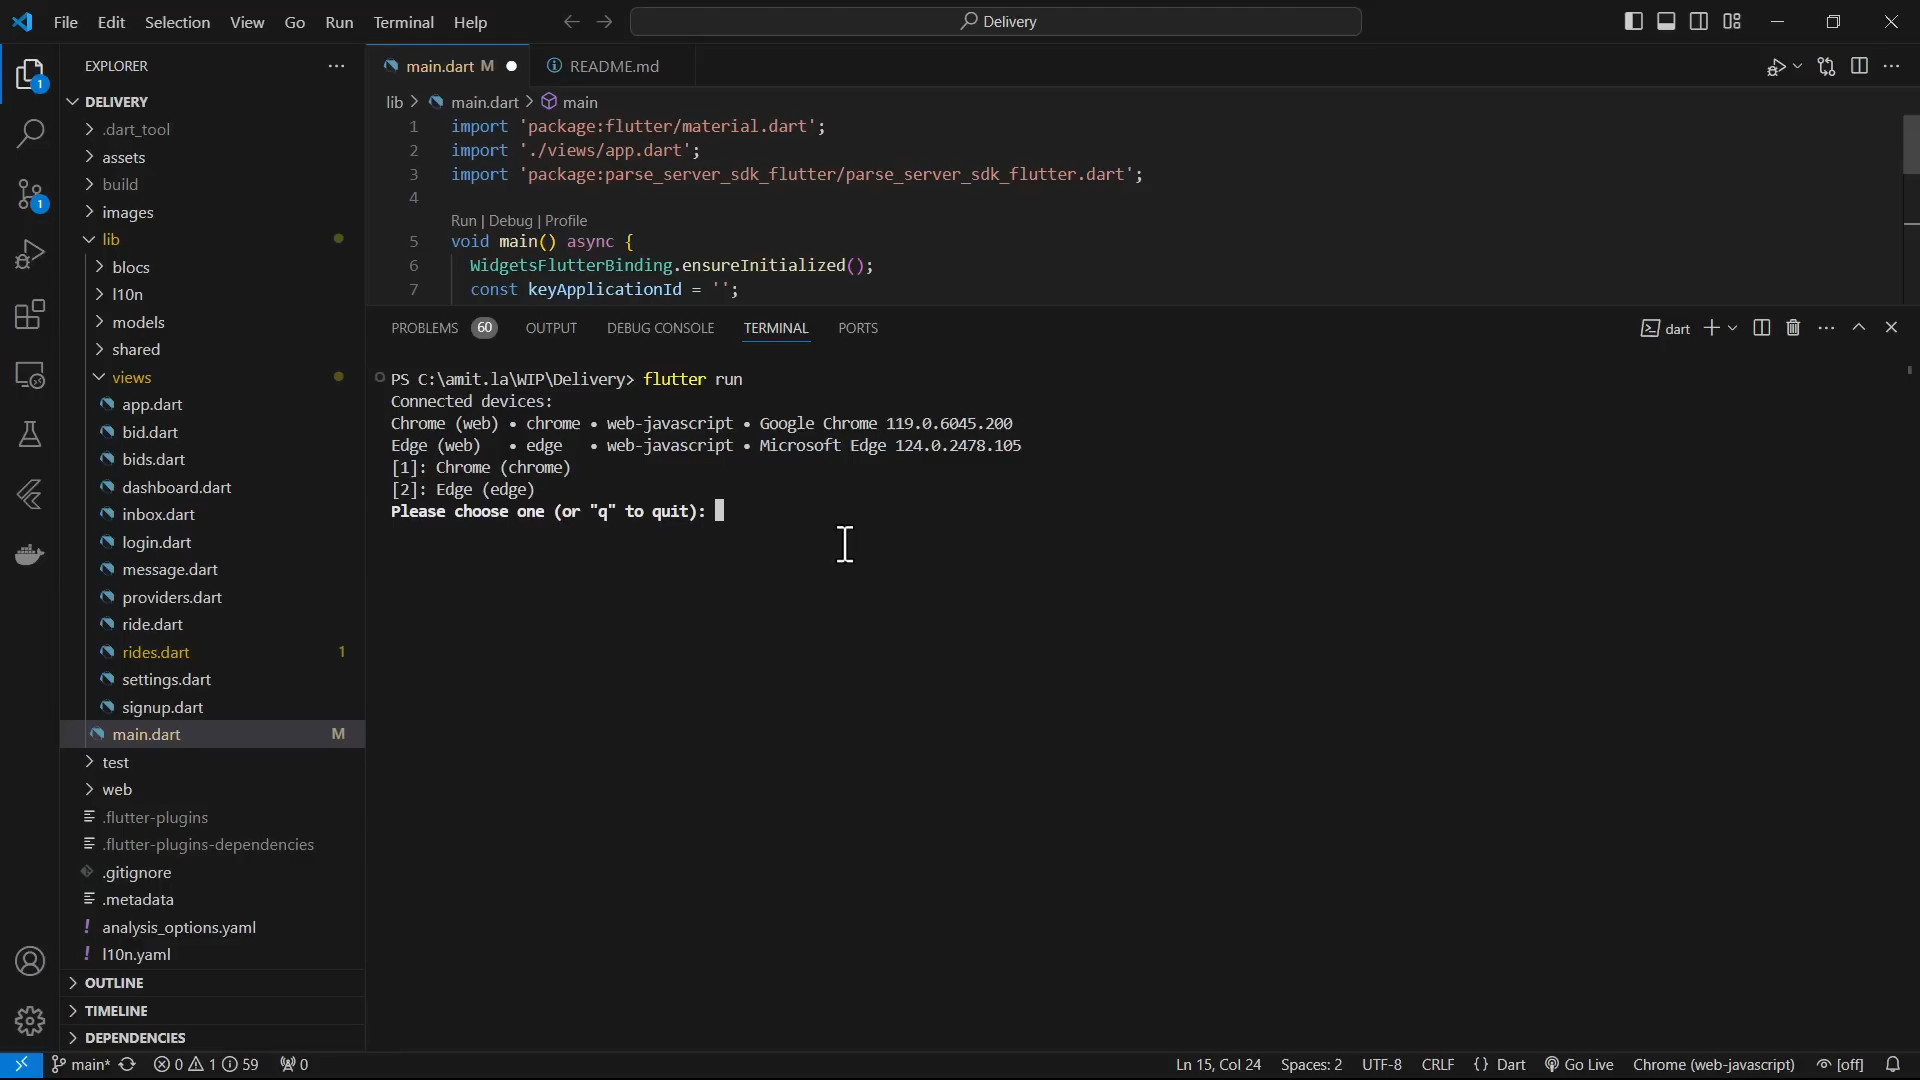 File Edit Selection View Go Run Terminal Help
Delivery
EXPLORER
DELIVERY
.dart_tool
assets
build
images
lib
blocs
l10n
models
shared
views
app.dart
bid.dart
bids.dart
dashboard.dart
inbox.dart
login.dart
message.dart
providers.dart
ride.dart
rides.dart 1
settings.dart
signup.dart
main.dart M
test
web
.flutter-plugins
.flutter-plugins-dependencies
.gitignore
.metadata
! analysis_options.yaml
! l10n.yaml
OUTLINE
TIMELINE
DEPENDENCIES
1
1
main.dart M
README.md
lib > main.dart > main
1 import 'package:flutter/material.dart';
2 import './views/app.dart';
3 import 'package:parse_server_sdk_flutter/parse_server_sdk_flutter.dart';
4
Run | Debug | Profile
5 void main() async {
6 WidgetsFlutterBinding.ensureInitialized();
7 const keyApplicationId = '';
PROBLEMS 60 OUTPUT DEBUG CONSOLE TERMINAL PORTS
dart
PS C:\amit.la\WIP\Delivery> flutter run
Connected devices:
Chrome (web) • chrome • web-javascript • Google Chrome 119.0.6045.200
Edge (web) • edge • web-javascript • Microsoft Edge 124.0.2478.105
[1]: Chrome (chrome)
[2]: Edge (edge)
Please choose one (or "q" to quit):
main* 0 1 59 0
Ln 15, Col 24 Spaces: 2 UTF-8 CRLF {} Dart Go Live Chrome (web-javascript) [off]